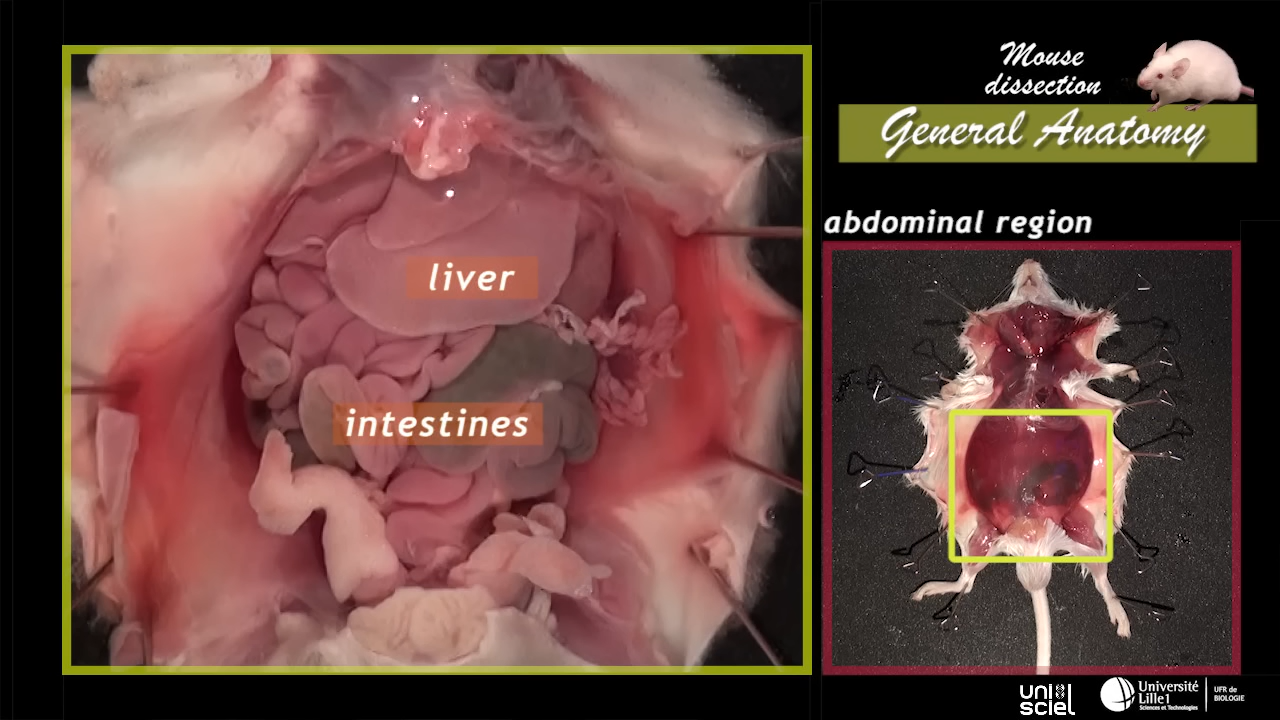 Mouse
dissection
General Anatomy
abdominal region
liver
intestines
uni
sciel
Université
Lille1
Sciences et Technologies
UFR de
BIOLOGIE